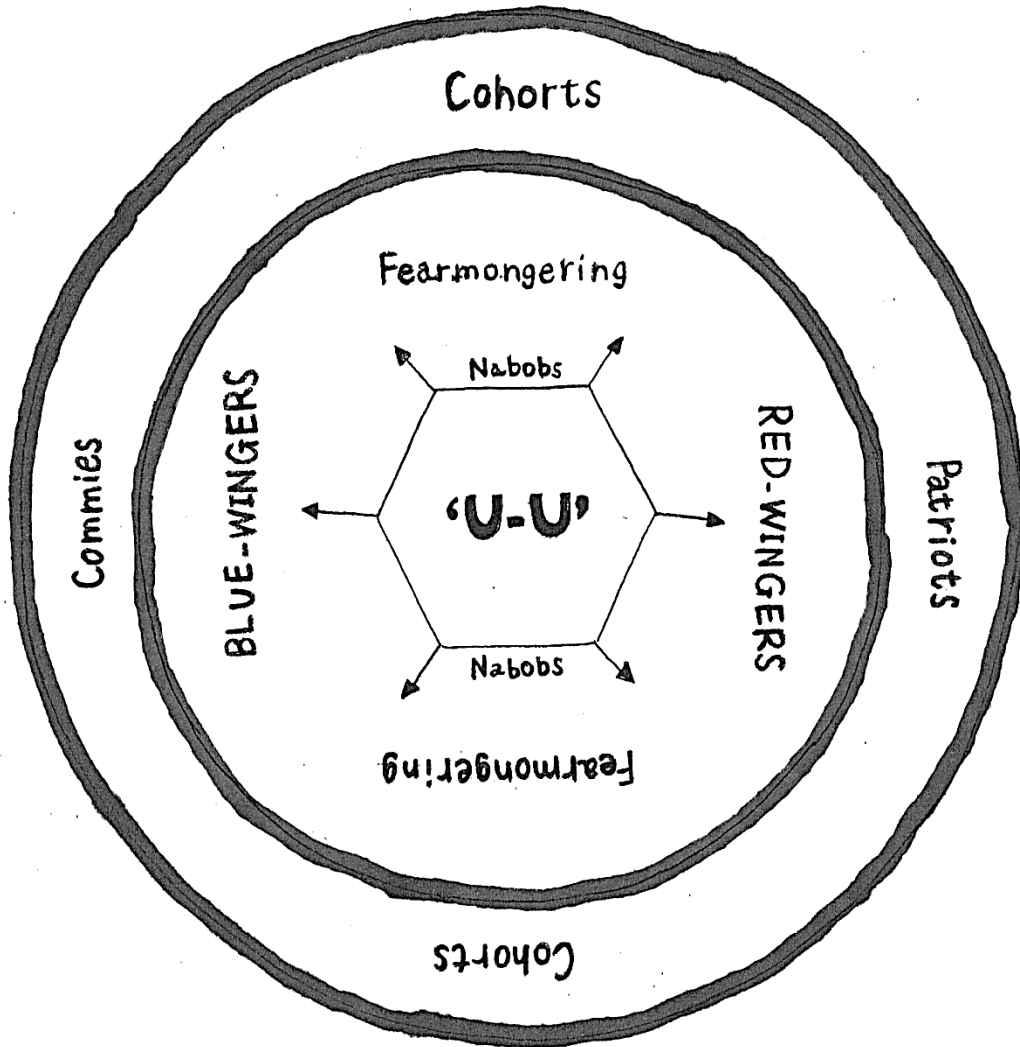 Cohorts
Fearmongering
Nabobs
BLUE-WINGERS
Commies
'U-U'
RED-WINGERS
Patriots
Nabobs
Fearmongering
Cohorts